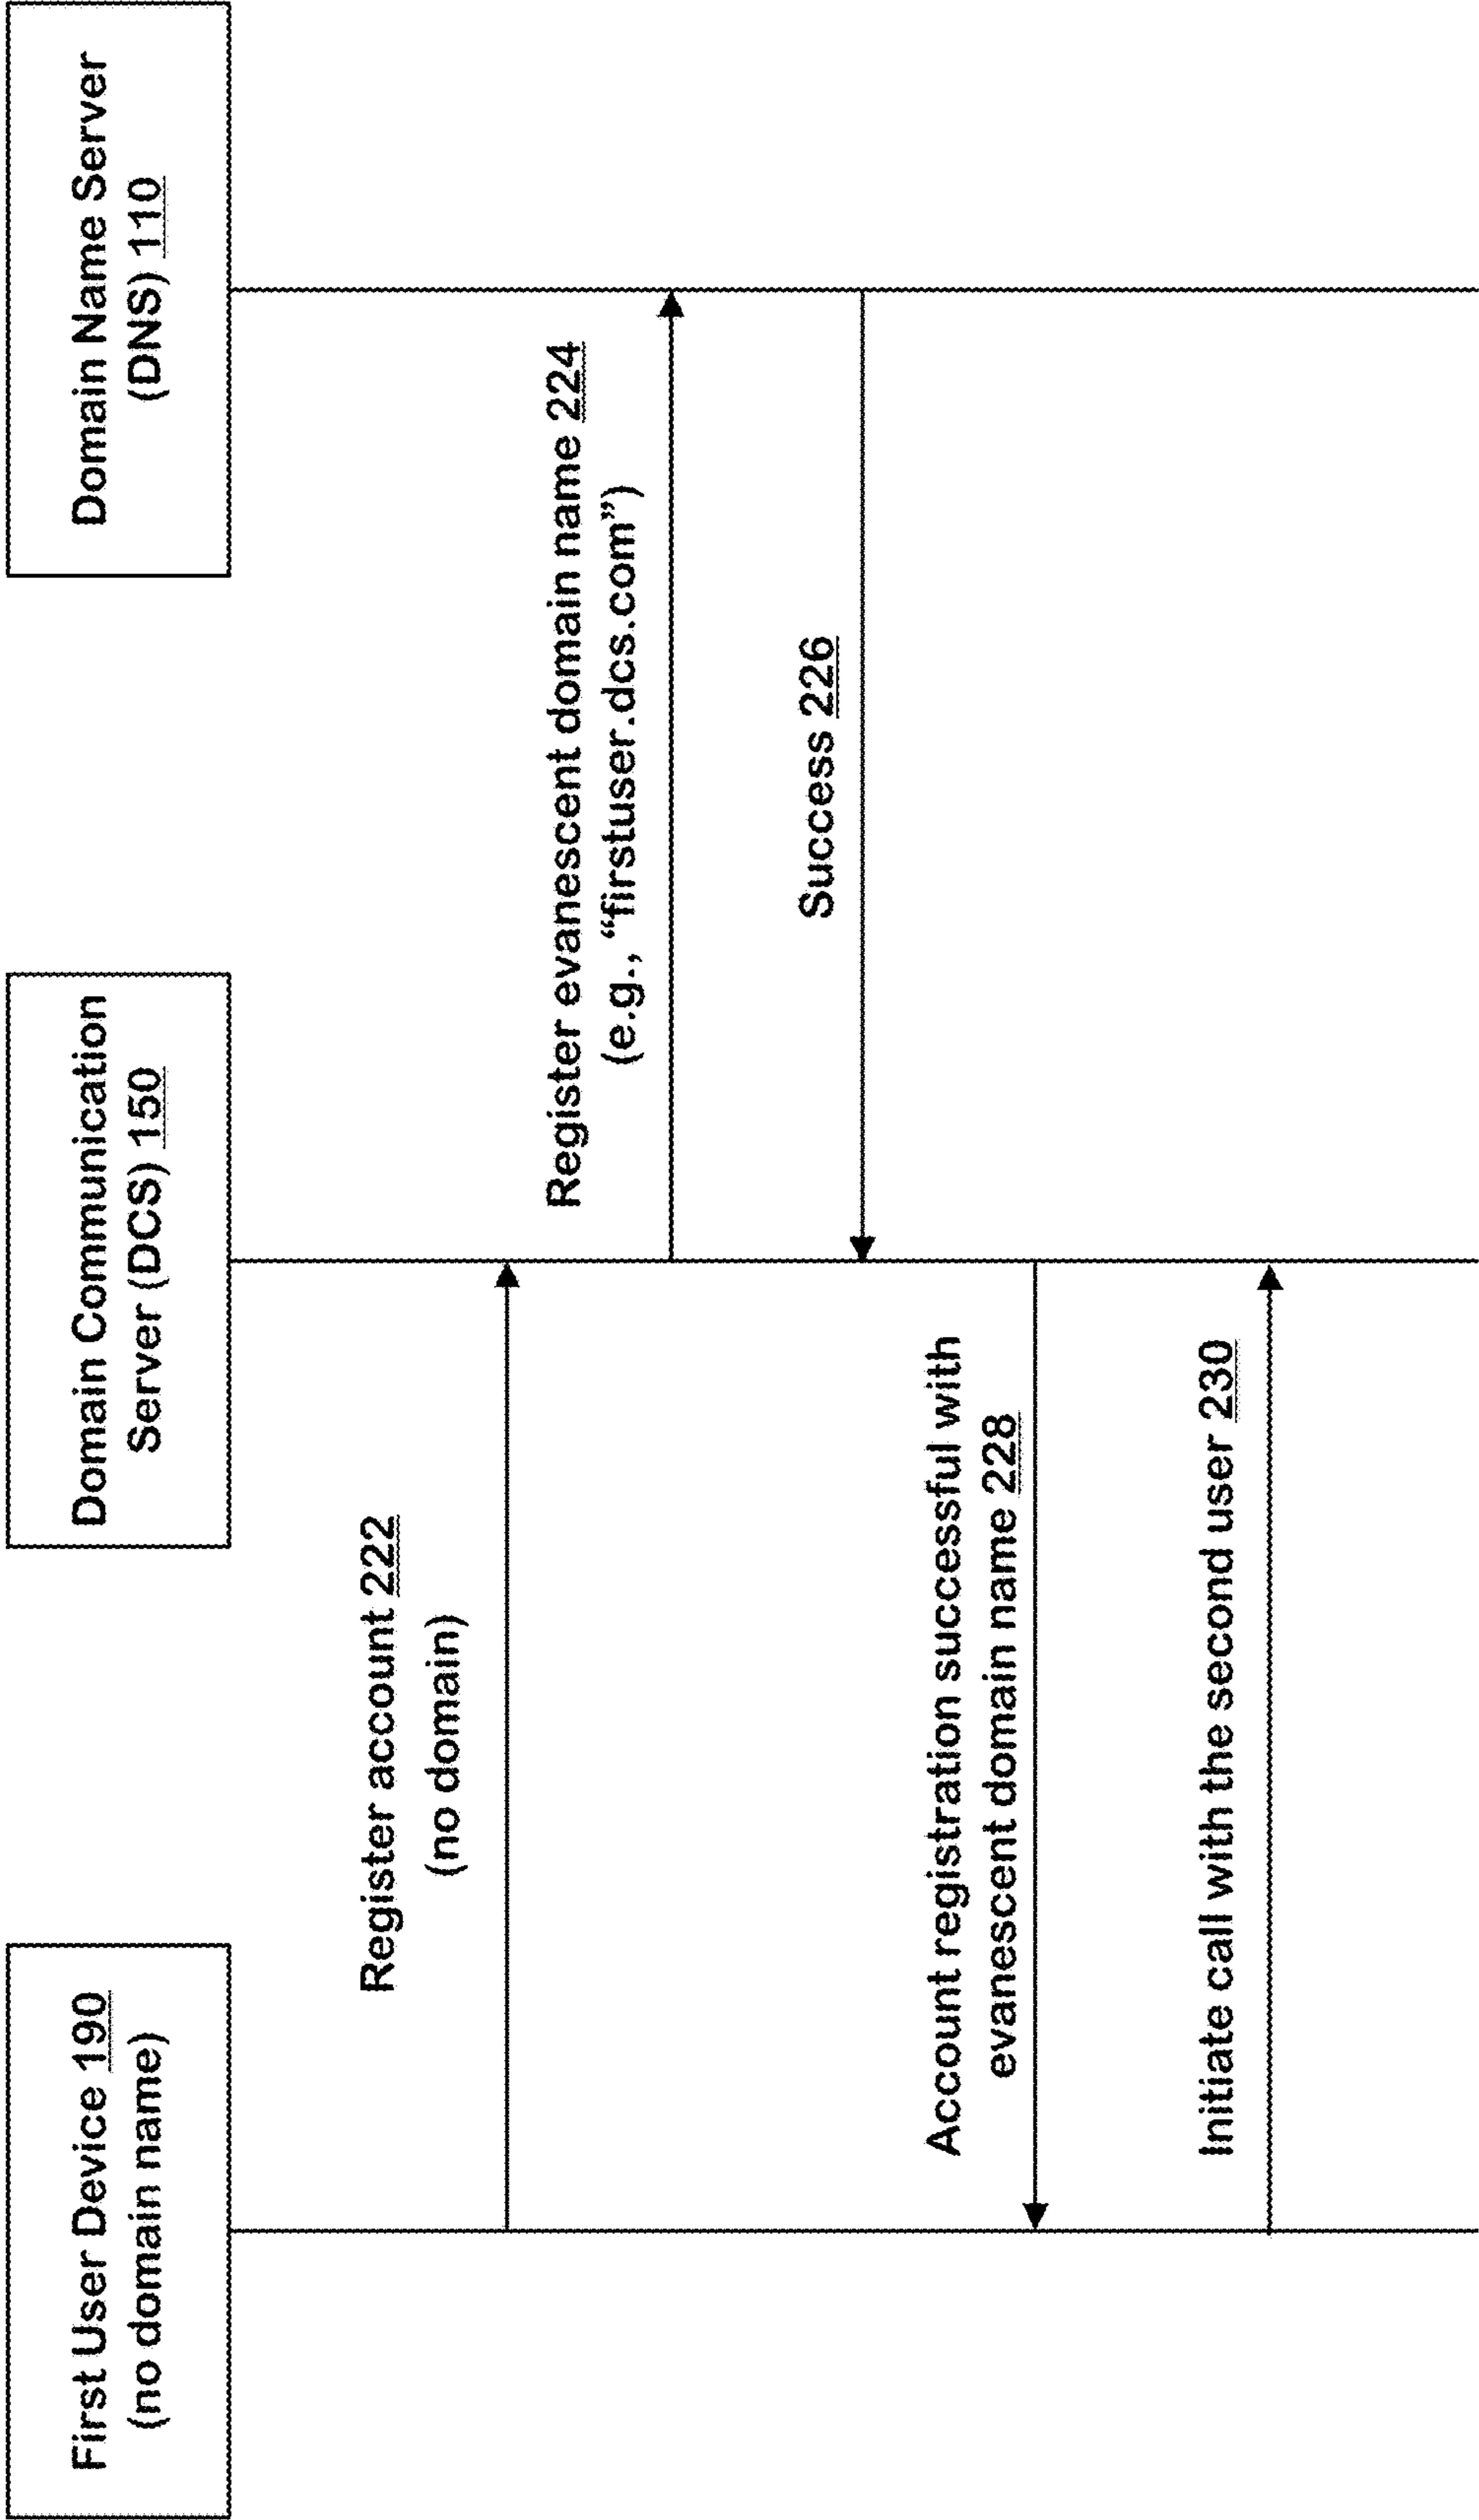 First User Device 190
(no domain name)
Domain Communication
Server (DCS) 150
Domain Name Server
(DNS) 110
Register account 222
(no domain)
Register evanescent domain name 224
(e.g., “firstuser.dcs.com”)
Success 226
Account registration successful with
evanescent domain name 228
Initiate call with the second user 230